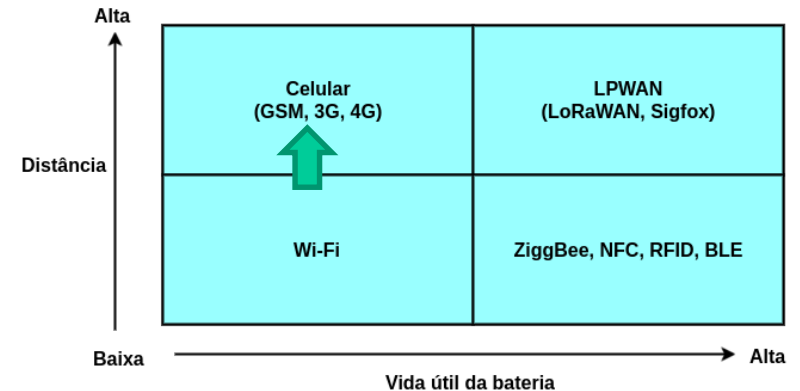 Alta
Celular
(GSM, 3G, 4G)
LPWAN
(LoRaWAN, Sigfox)
Distância
Wi-Fi
ZiggBee, NFC, RFID, BLE
Baixa
Alta
Vida útil da bateria